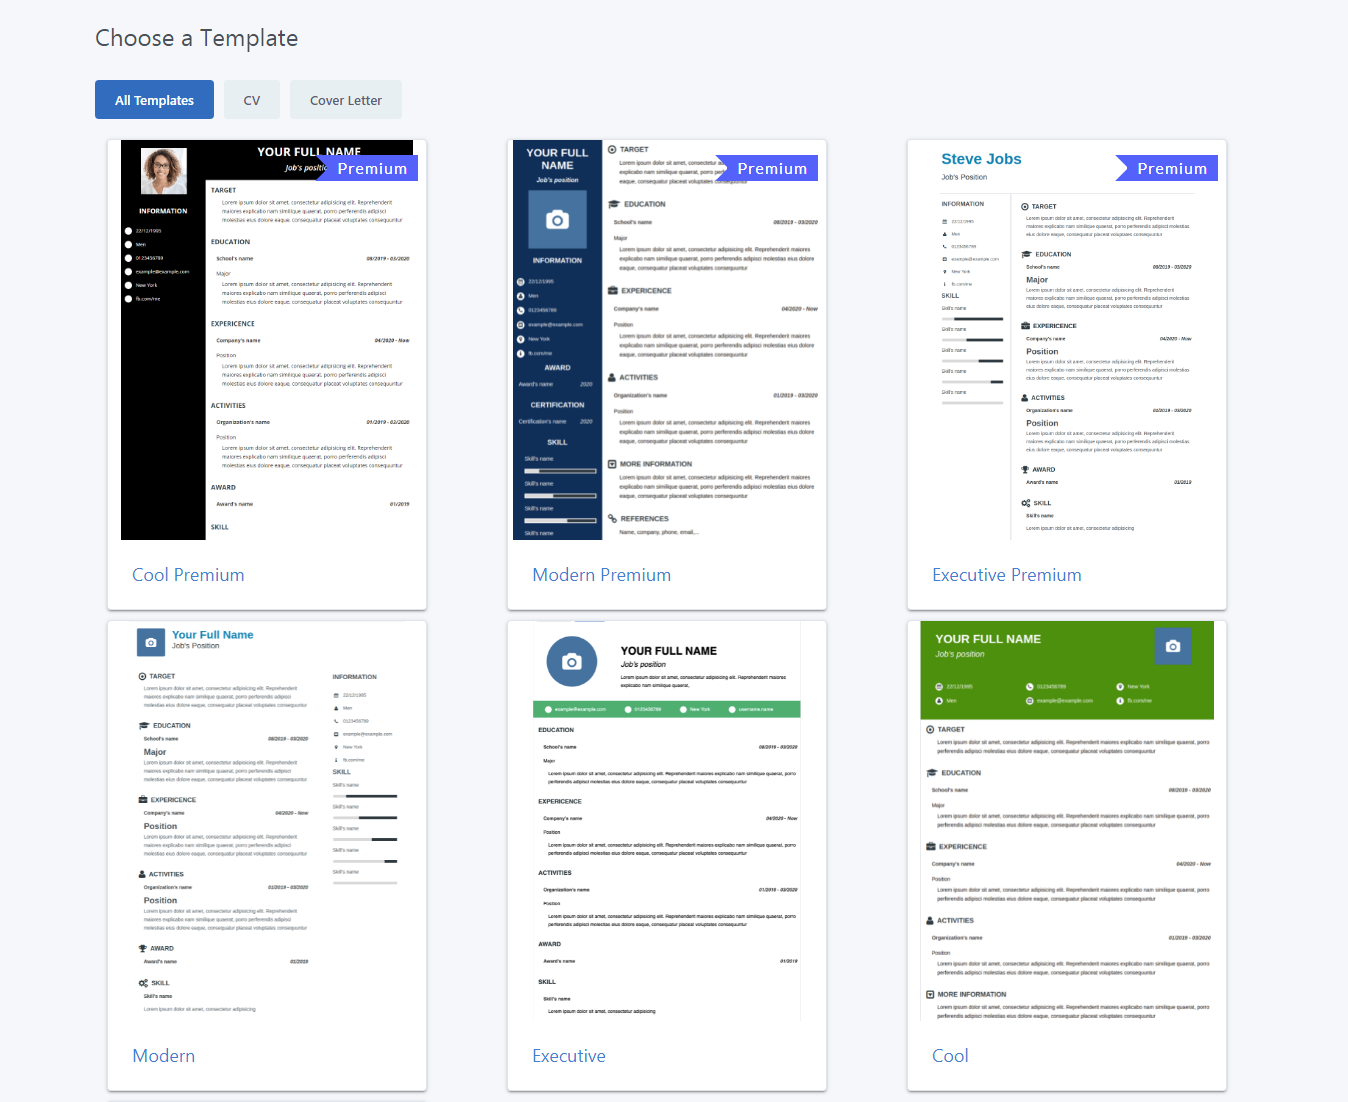 Choose a Template
All Templates
CV
Cover Letter
YOUR FULL NAME
Job's positio
Premium
INFORMATION
22/12/1995
Men
0123456789
example@example.com
New York
fb.com/me
TARGET
Lorem ipsum dolor sit amet, consectetur adipisicing elit. Reprehenderit
maiores explicabo nam similique quaerat, porro perferendis adipisci
molestias eius dolore eaque, consequatur placeat voluptates consequuntur
EDUCATION
School's name
08/2019 - 03/2020
Major
Lorem ipsum dolor sit amet, consectetur adipisicing elit. Reprehenderit
maiores explicabo nam similique quaerat, porro perferendis adipisci
molestias eius dolore eaque, consequatur placeat voluptates consequuntur
EXPERICENCE
Company's name
04/2020 - Now
Position
Lorem ipsum dolor sit amet, consectetur adipisicing elit. Reprehenderit
maiores explicabo nam similique quaerat, porro perferendis adipisci
molestias eius dolore eaque, consequatur placeat voluptates consequuntur
ACTIVITIES
Organization's name
01/2019 - 03/2020
Position
Lorem ipsum dolor sit amet, consectetur adipisicing elit. Reprehenderit
maiores explicabo nam similique quaerat, porro perferendis adipisci
molestias eius dolore eaque, consequatur placeat voluptates consequuntur
AWARD
Award's name
01/2019
SKILL
Cool Premium
YOUR FULL
NAME
Job's position
INFORMATION
22/12/1995
Men
0123456789
example@example.com
New York
fb.com/me
AWARD
Award's name 2020
CERTIFICATION
Certification's name 2020
SKILL
Skill's name
Skill's name
Skill's name
Skill's name
TARGET
Premium
Lorem ipsum dolor sit amet, consectetur
explicabo nam similique quaerat, porro
eaque, consequatur placeat voluptates consequuntur
EDUCATION
School's name
08/2019 - 03/2020
Major
Lorem ipsum dolor sit amet, consectetur adipisicing elit. Reprehenderit maiores
explicabo nam similique quaerat, porro perferendis adipisci molestias eius dolore
eaque, consequatur placeat voluptates consequuntur
EXPERICENCE
Company's name
04/2020 - Now
Position
Lorem ipsum dolor sit amet, consectetur adipisicing elit. Reprehenderit maiores
explicabo nam similique quaerat, porro perferendis adipisci molestias eius dolore
eaque, consequatur placeat voluptates consequuntur
ACTIVITIES
Organization's name
01/2019 - 03/2020
Position
Lorem ipsum dolor sit amet, consectetur adipisicing elit. Reprehenderit maiores
explicabo nam similique quaerat, porro perferendis adipisci molestias eius dolore
eaque, consequatur placeat voluptates consequuntur
MORE INFORMATION
Lorem ipsum dolor sit amet, consectetur adipisicing elit. Reprehenderit maiores
explicabo nam similique quaerat, porro perferendis adipisci molestias eius dolore
eaque, consequatur placeat voluptates consequuntur
REFERENCES
Name, company, phone, email,...
Modern Premium
Steve Jobs
Job's Position
Premium
INFORMATION
22/12/1995
Men
0123456789
example@example.com
New York
fb.com/me
SKILL
Skill's name
Skill's name
Skill's name
Skill's name
Skill's name
TARGET
Lorem ipsum dolor sit amet, consectetur adipisicing elit. Reprehenderit
maiores explicabo nam similique quaerat, porro perferendis adipisci
molestias eius dolore eaque, consequatur placeat voluptates consequuntur
EDUCATION
School's name
08/2019 - 03/2020
Major
Lorem ipsum dolor sit amet, consectetur adipisicing elit. Reprehenderit
maiores explicabo nam similique quaerat, porro perferendis adipisci
molestias eius dolore eaque, consequatur placeat voluptates consequuntur
EXPERICENCE
Company's name
04/2020 - Now
Position
Lorem ipsum dolor sit amet, consectetur adipisicing elit. Reprehenderit
maiores explicabo nam similique quaerat, porro perferendis adipisci
molestias eius dolore eaque, consequatur placeat voluptates consequuntur
ACTIVITIES
Organization's name
01/2019 - 03/2020
Position
Lorem ipsum dolor sit amet, consectetur adipisicing elit. Reprehenderit
maiores explicabo nam similique quaerat, porro perferendis adipisci
molestias eius dolore eaque, consequatur placeat voluptates consequuntur
AWARD
Award's name
01/2019
SKILL
Skill's name
Lorem ipsum dolor sit amet, consectetur adipisicing
Executive Premium
Your Full Name
Job's Position
TARGET
Lorem ipsum dolor sit amet, consectetur adipisicing elit. Reprehenderit
maiores explicabo nam similique quaerat, porro perferendis adipisci
molestias eius dolore eaque, consequatur placeat voluptates consequuntur
EDUCATION
School's name
08/2019 - 03/2020
Major
Lorem ipsum dolor sit amet, consectetur adipisicing elit. Reprehenderit
maiores explicabo nam similique quaerat, porro perferendis adipisci
molestias eius dolore eaque, consequatur placeat voluptates consequuntur
EXPERICENCE
Company's name
04/2020 - Now
Position
Lorem ipsum dolor sit amet, consectetur adipisicing elit. Reprehenderit
maiores explicabo nam similique quaerat, porro perferendis adipisci
molestias eius dolore eaque, consequatur placeat voluptates consequuntur
ACTIVITIES
Organization's name
01/2019 - 03/2020
Position
Lorem ipsum dolor sit amet, consectetur adipisicing elit. Reprehenderit
maiores explicabo nam similique quaerat, porro perferendis adipisci
molestias eius dolore eaque, consequatur placeat voluptates consequuntur
AWARD
Award's name
01/2019
SKILL
Skill's name
Lorem ipsum dolor sit amet, consectetur adipisicing
INFORMATION
22/12/1995
Men
0123456789
example@example.com
New York
fb.com/me
SKILL
Skill's name
Skill's name
Skill's name
Skill's name
Skill's name
Modern
YOUR FULL NAME
Job's position
Lorem ipsum dolor sit amet, consectetur adipisicing elit. Reprehenderit maiores
explicabo nam similique quaerat,
example@example.com
0123456789
New York
username.name
EDUCATION
School's name
08/2019 - 03/2020
Major
Lorem ipsum dolor sit amet, consectetur adipisicing elit. Reprehenderit maiores explicabo nam similique quaerat, porro
perferendis adipisci molestias eius dolore eaque, consequatur placeat voluptates consequuntur
EXPERICENCE
Company's name
04/2020 - Now
Position
Lorem ipsum dolor sit amet, consectetur adipisicing elit. Reprehenderit maiores explicabo nam similique quaerat, porro
perferendis adipisci molestias eius dolore eaque, consequatur placeat voluptates consequuntur
ACTIVITIES
Organization's name
01/2019 - 03/2020
Position
Lorem ipsum dolor sit amet, consectetur adipisicing elit. Reprehenderit maiores explicabo nam similique quaerat, porro
perferendis adipisci molestias eius dolore eaque, consequatur placeat voluptates consequuntur
AWARD
Award's name
01/2019
SKILL
Skill's name
Lorem ipsum dolor sit amet, consectetur adipisicing
Executive
YOUR FULL NAME
Job's position
22/12/1995
0123456789
New York
Men
example@example.com
fb.com/me
TARGET
Lorem ipsum dolor sit amet, consectetur adipisicing elit. Reprehenderit maiores explicabo nam similique quaerat, porro
perferendis adipisci molestias eius dolore eaque, consequatur placeat voluptates consequuntur
EDUCATION
School's name
08/2019 - 03/2020
Major
Lorem ipsum dolor sit amet, consectetur adipisicing elit. Reprehenderit maiores explicabo nam similique quaerat, porro
perferendis adipisci molestias eius dolore eaque, consequatur placeat voluptates consequuntur
EXPERICENCE
Company's name
04/2020 - Now
Position
Lorem ipsum dolor sit amet, consectetur adipisicing elit. Reprehenderit maiores explicabo nam similique quaerat, porro
perferendis adipisci molestias eius dolore eaque, consequatur placeat voluptates consequuntur
ACTIVITIES
Organization's name
01/2019 - 03/2020
Position
Lorem ipsum dolor sit amet, consectetur adipisicing elit. Reprehenderit maiores explicabo nam similique quaerat, porro
perferendis adipisci molestias eius dolore eaque, consequatur placeat voluptates consequuntur
MORE INFORMATION
Lorem ipsum dolor sit amet, consectetur adipisicing elit. Reprehenderit maiores explicabo nam similique quaerat, porro
perferendis adipisci molestias eius dolore eaque, consequatur placeat voluptates consequuntur
Cool